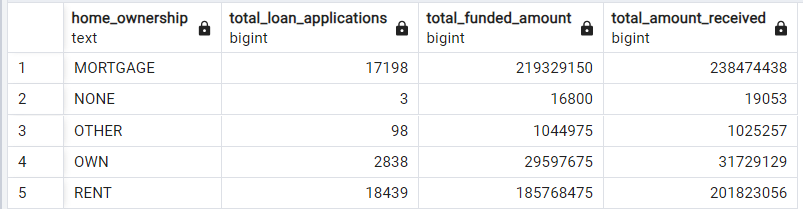 home_ownership total_loan_applications total_funded_amount total_amount_received
text bigint bigint bigint
1 MORTGAGE 17198 219329150 238474438
2 NONE 3 16800 19053
3 OTHER 98 1044975 1025257
4 OWN 2838 29597675 31729129
5 RENT 18439 185768475 201823056